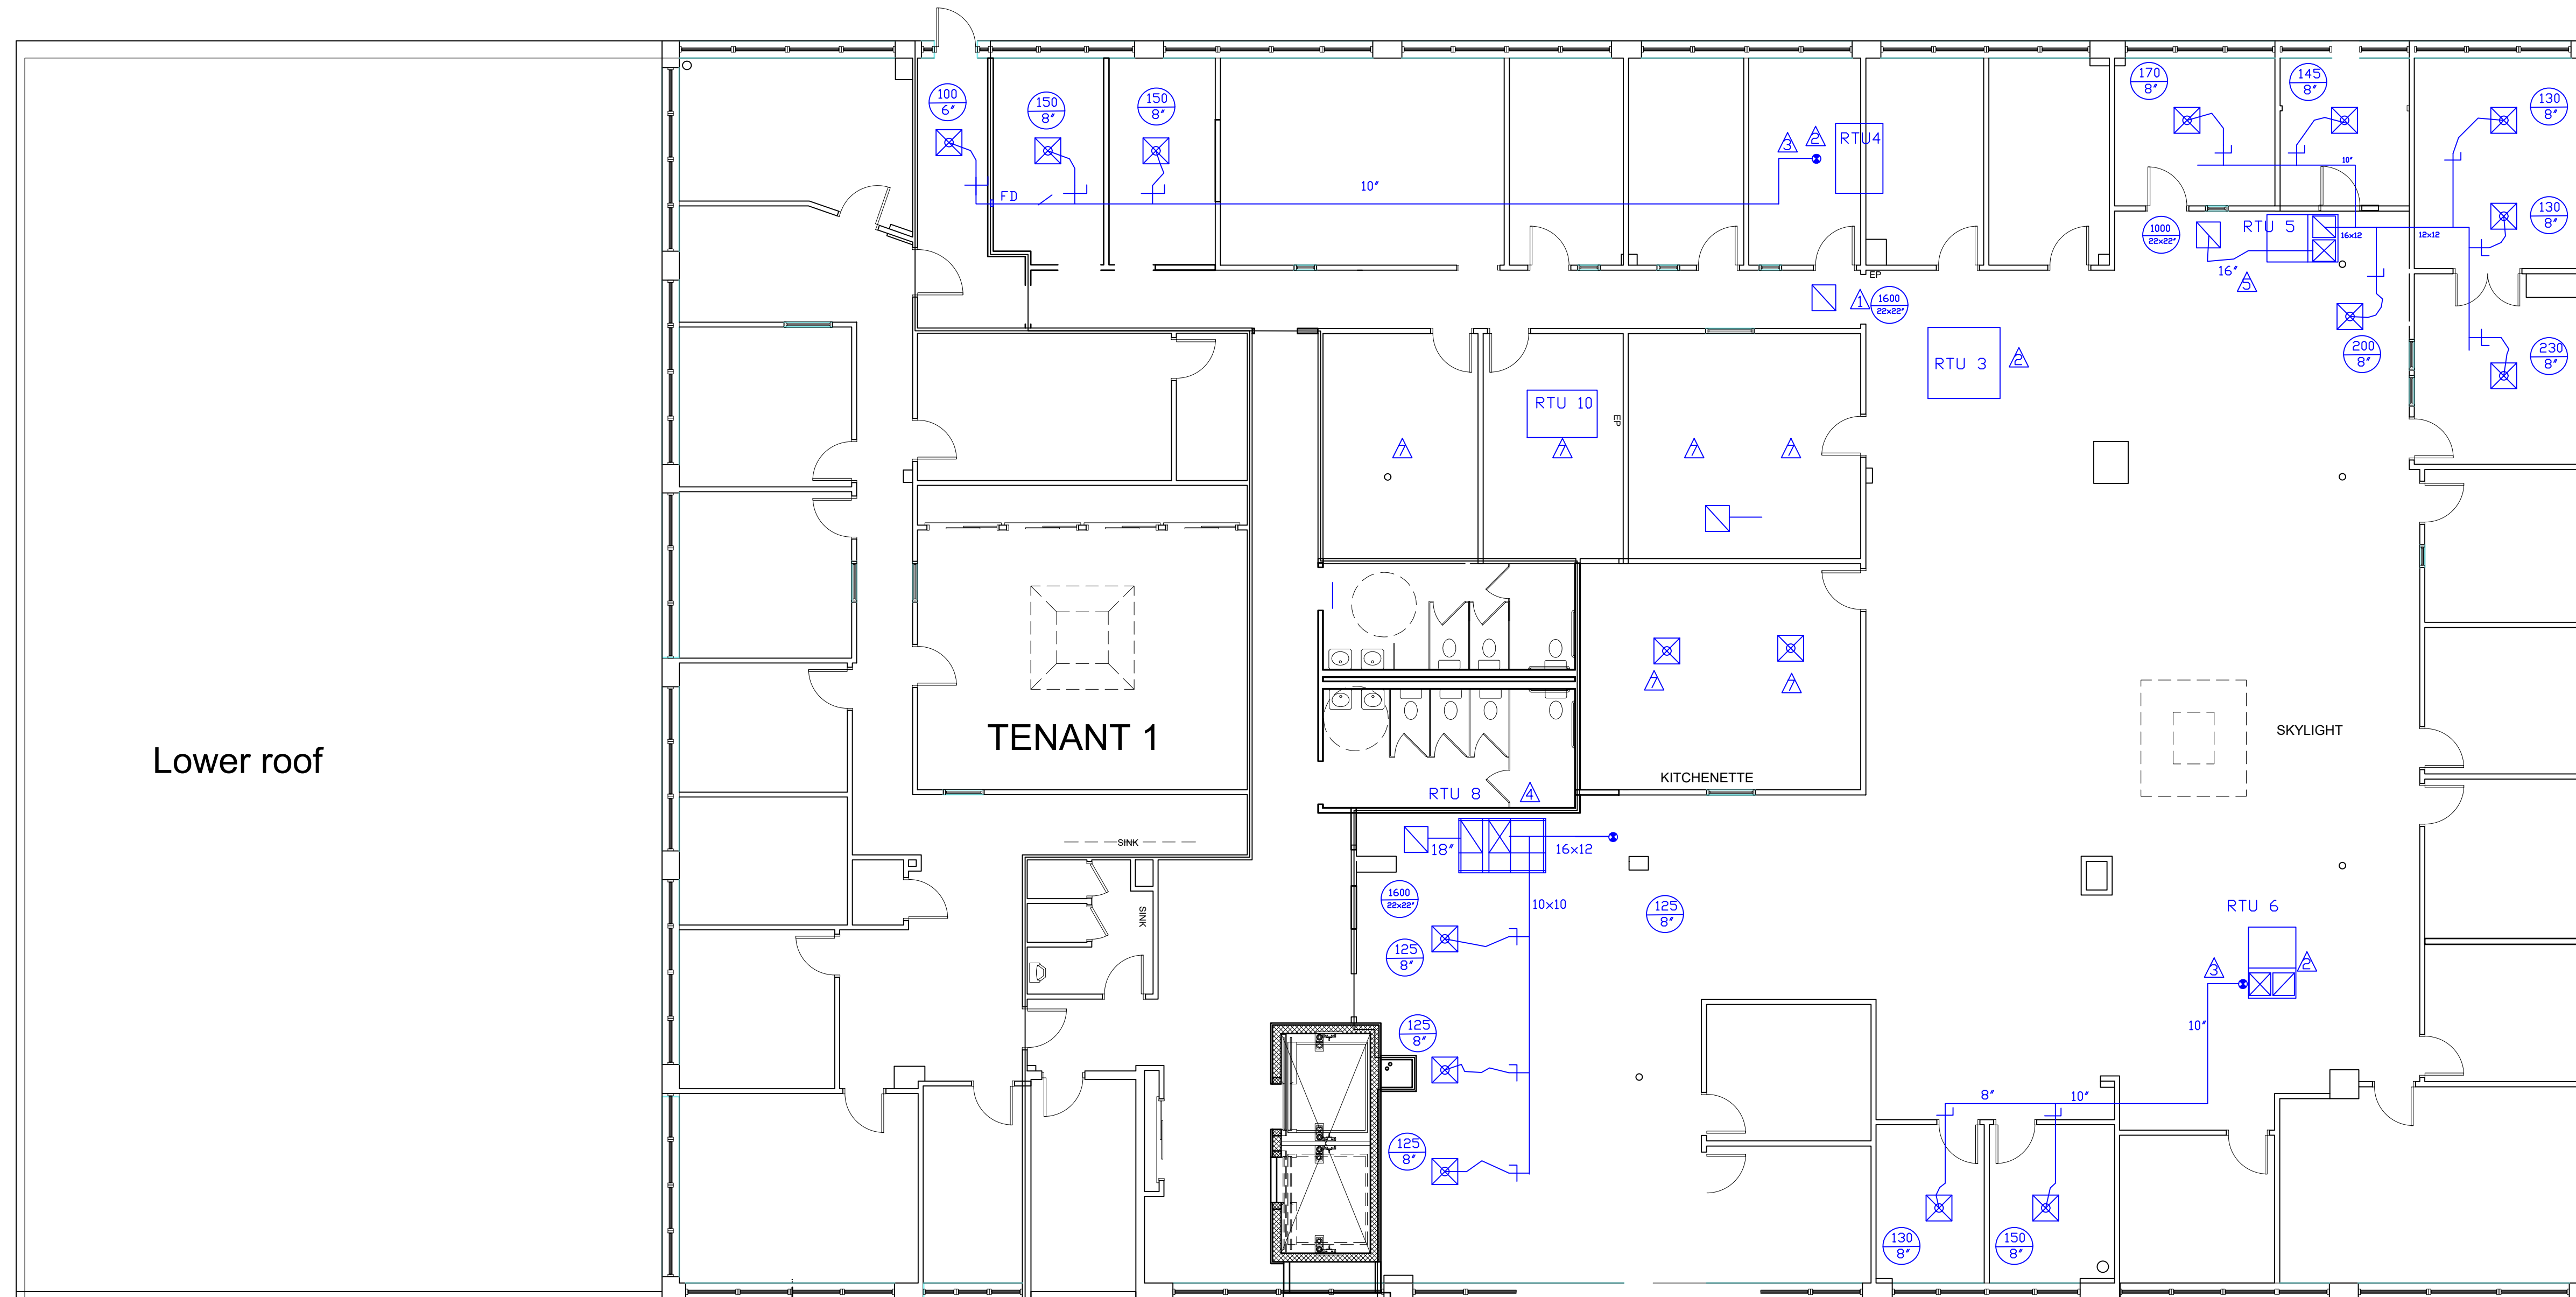 100
6"
150
8"
150
8"
170
8"
145
8"
130
8"
3
2
RTU4
10"
10"
FD
130
8"
1000
22x22"
RTU 5
16x12
12x12
16"
5
EP
1
1600
22x22"
RTU 3
2
200
8"
230
8"
RTU 10
EP
7
7
7
7
7
7
TENANT 1
SKYLIGHT
Lower roof
KITCHENETTE
RTU 8
4
SINK
18"
16x12
1600
22x22"
10x10
125
8"
SINK
RTU 6
125
8"
3
2
125
8"
10"
8"
10"
125
8"
130
8"
150
8"